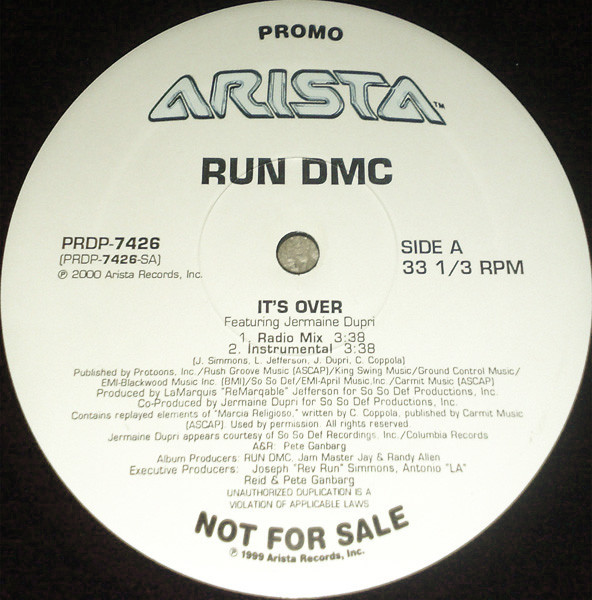 PROMO
ARISTA™
RUN DMC
PRDP-7426
(PRDP-7426-SA)
℗ 2000 Arista Records, Inc.
SIDE A
33 1/3 RPM
IT'S OVER
Featuring Jermaine Dupri
1. Radio Mix 3:38
2. Instrumental 3:38
(J. Simmons, L. Jefferson, J. Dupri, C. Coppola)
Published by Protoons, Inc./Rush Groove Music (ASCAP)/King Swing Music/Ground Control Music/
EMI-Blackwood Music Inc. (BMI)/So So Def/EMI-April Music,Inc./Carmit Music (ASCAP)
Produced by LaMarquis "ReMarqable" Jefferson for So So Def Productions, Inc.
Co-Produced by Jermaine Dupri for So So Def Productions, Inc.
Contains replayed elements of "Marcia Religioso," written by C. Coppola, published by Carmit Music
(ASCAP). Used by permission. All rights reserved.
Jermaine Dupri appears courtesy of So So Def Recordings, Inc./Columbia Records
A&R: Pete Ganbarg
Album Producers: RUN DMC, Jam Master Jay & Randy Allen
Executive Producers: Joseph "Rev Run" Simmons, Antonio "LA"
Reid & Pete Ganbarg
UNAUTHORIZED DUPLICATION IS A
VIOLATION OF APPLICABLE LAWS
NOT FOR SALE
℗ 1999 Arista Records, Inc.